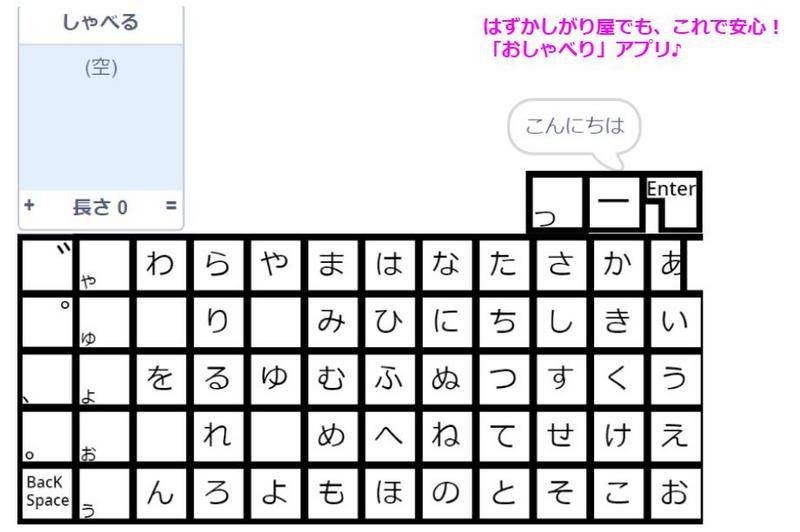 しゃべる
(空)
+ 長さ 0 =
はずかしがり屋でも、これで安心！
「おしゃべり」アプリ♪
こんにちは
っ ー Enter
゛ ゃ わ ら や ま は な た さ か あ
゜ ゅ り み ひ に ち し き い
、 ょ を る ゆ む ふ ぬ つ す く う
。 ぉ れ め へ ね て せ け え
BacK
Space ぅ ん ろ よ も ほ の と そ こ お